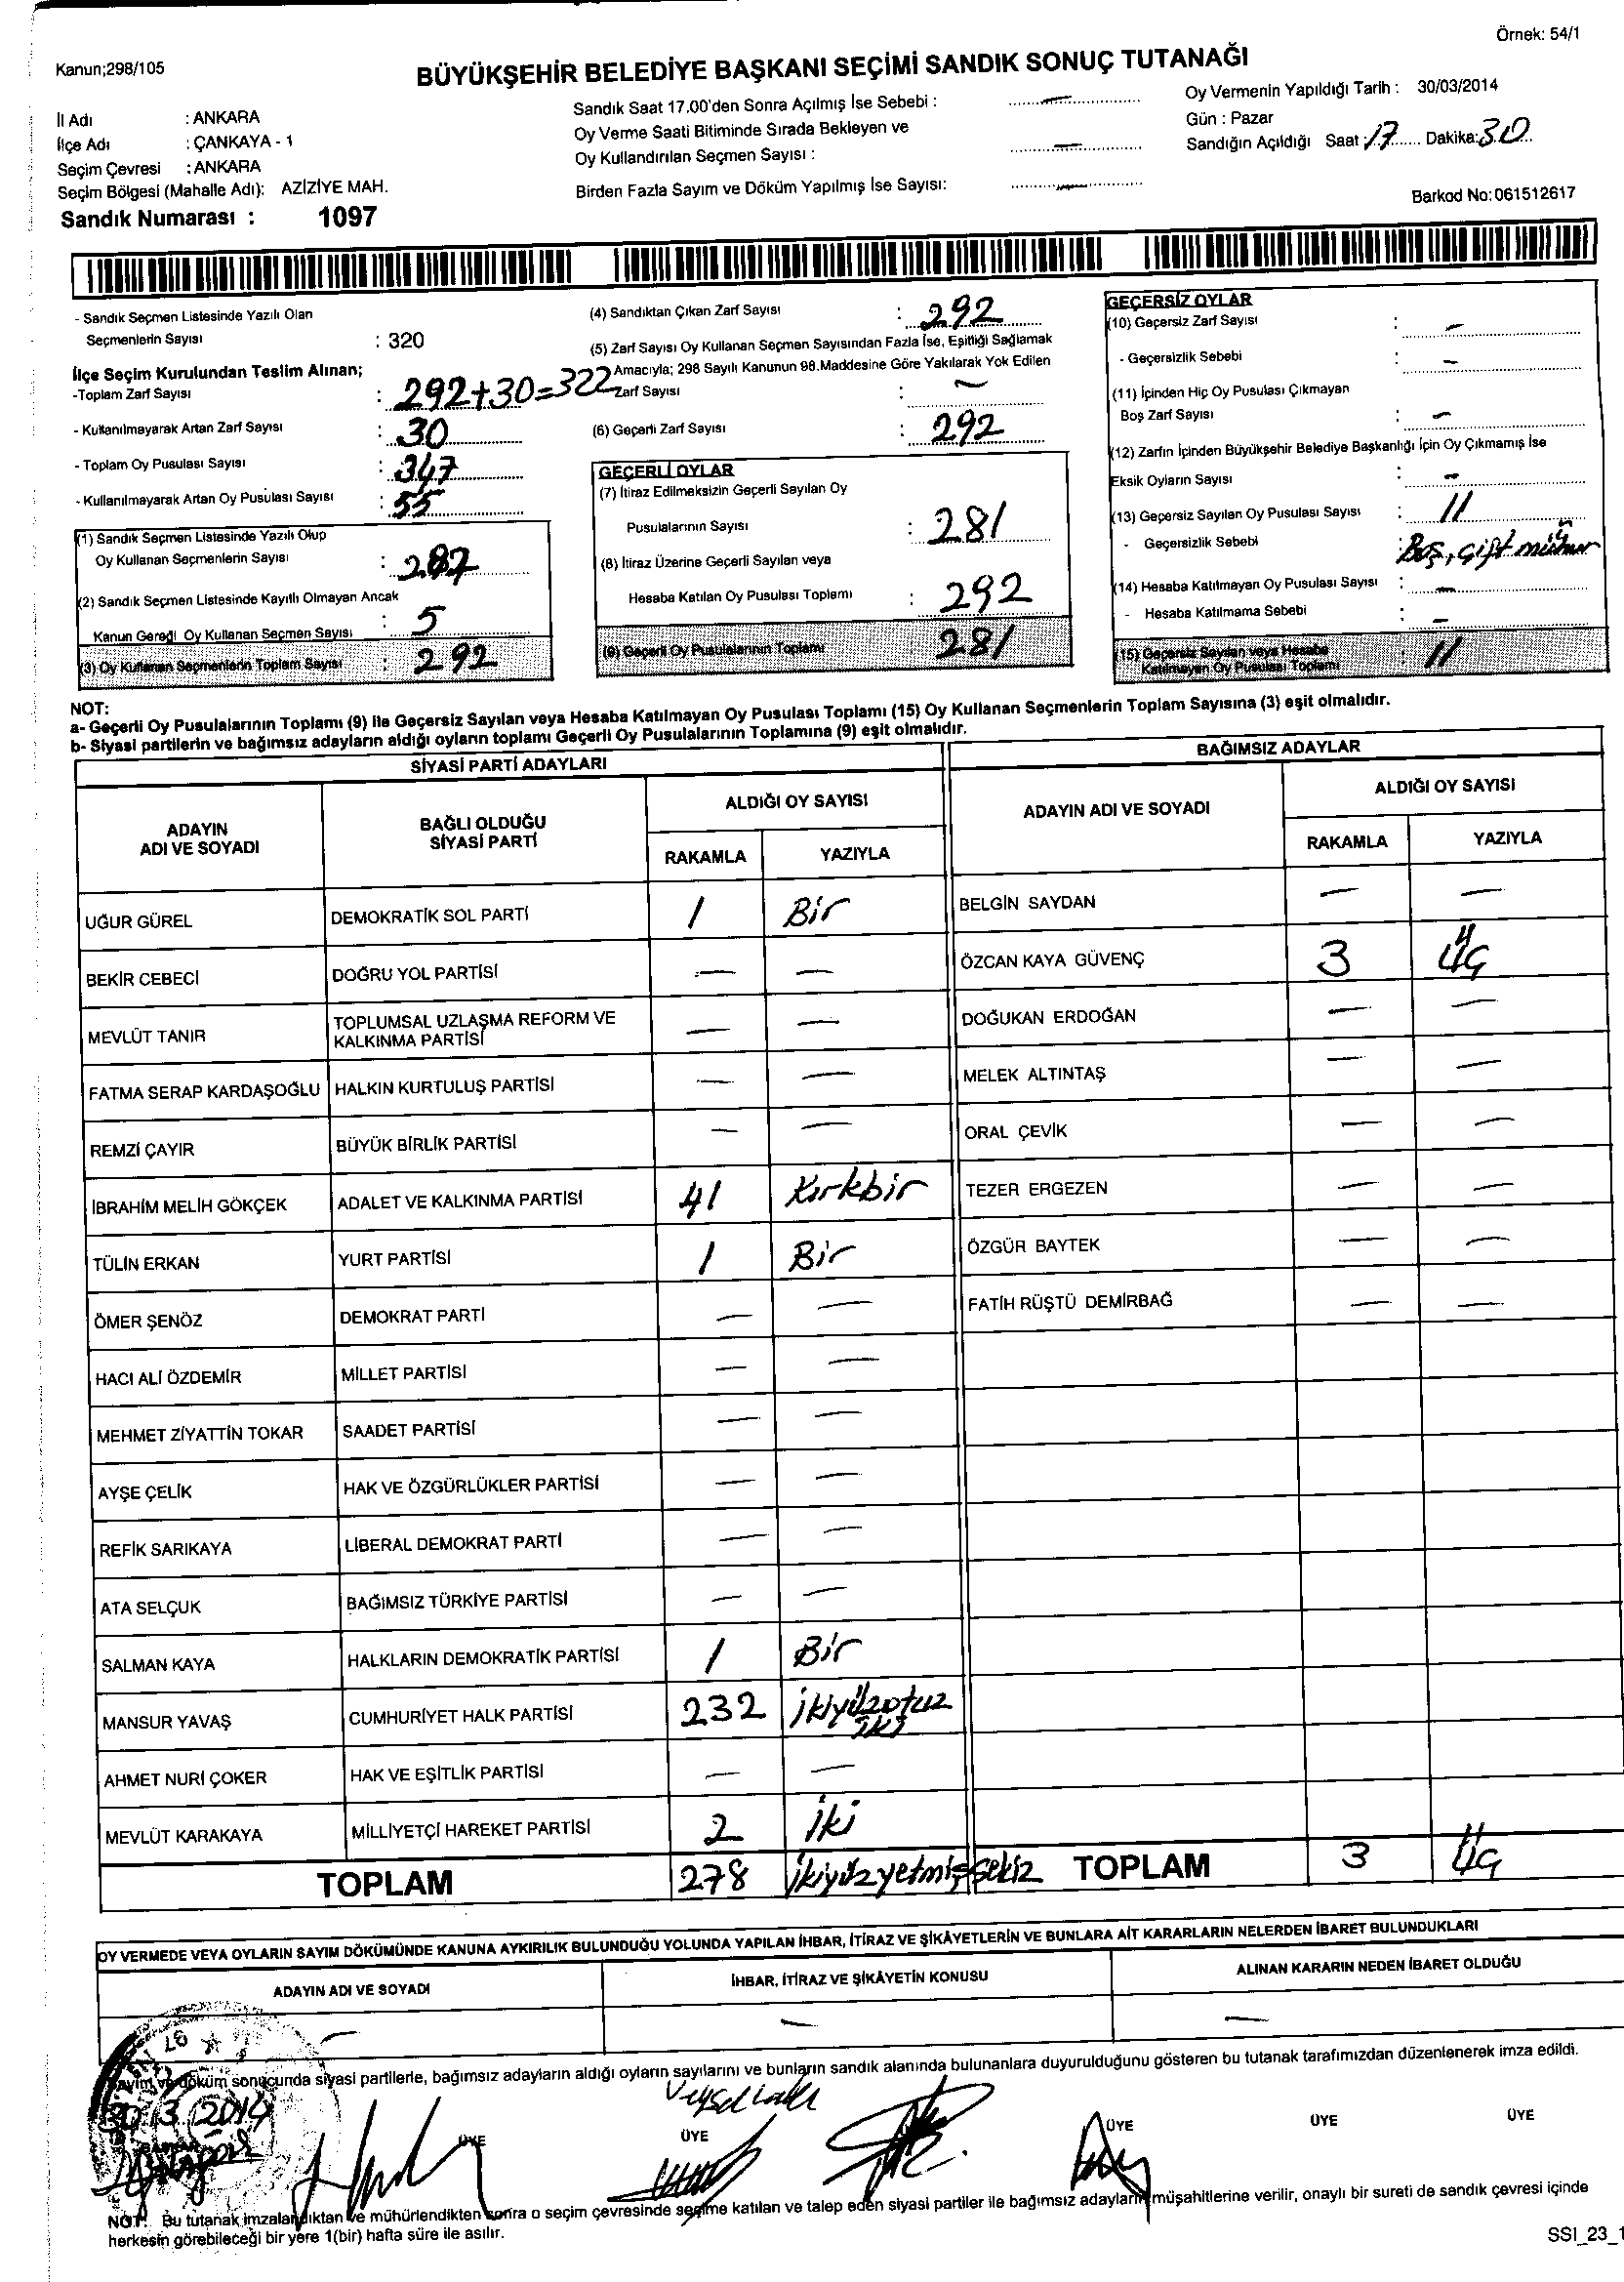 Örnek: 54/1
Kanun;298/105
BÜYÜKŞEHİR BELEDİYE BAŞKANI SEÇİMİ SANDIK SONUÇ TUTANAĞI
İl Adı : ANKARA
İlçe Adı : ÇANKAYA - 1
Seçim Çevresi : ANKARA
Seçim Bölgesi (Mahalle Adı): AZİZİYE MAH.
Sandık Numarası : 1097
Sandık Saat 17.00'den Sonra Açılmış İse Sebebi : —
Oy Verme Saati Bitiminde Sırada Bekleyen ve
Oy Kullandırılan Seçmen Sayısı : —
Birden Fazla Sayım ve Döküm Yapılmış İse Sayısı: —
Oy Vermenin Yapıldığı Tarih : 30/03/2014
Gün : Pazar
Sandığın Açıldığı Saat : 17 Dakika: 30
Barkod No: 061512617
- Sandık Seçmen Listesinde Yazılı Olan
Seçmenlerin Sayısı : 320
İlçe Seçim Kurulundan Teslim Alınan;
-Toplam Zarf Sayısı : 292+30=322
- Kullanılmayarak Artan Zarf Sayısı : 30
- Toplam Oy Pusulası Sayısı : 347
- Kullanılmayarak Artan Oy Pusulası Sayısı : 55
(1) Sandık Seçmen Listesinde Yazılı Olup
Oy Kullanan Seçmenlerin Sayısı : 287
(2) Sandık Seçmen Listesinde Kayıtlı Olmayan Ancak
Kanun Gereği Oy Kullanan Seçmen Sayısı : 5
(3) Oy Kullanan Seçmenlerin Toplam Sayısı : 292
(4) Sandıktan Çıkan Zarf Sayısı : 292
(5) Zarf Sayısı Oy Kullanan Seçmen Sayısından Fazla İse, Eşitliği Sağlamak
Amacıyla; 298 Sayılı Kanunun 98.Maddesine Göre Yakılarak Yok Edilen
Zarf Sayısı : —
(6) Geçerli Zarf Sayısı : 292
GEÇERLİ OYLAR
(7) İtiraz Edilmeksizin Geçerli Sayılan Oy
Pusulalarının Sayısı : 281
(8) İtiraz Üzerine Geçerli Sayılan veya
Hesaba Katılan Oy Pusulası Toplamı : 292
(9) Geçerli Oy Pusulalarının Toplamı 281
GEÇERSİZ OYLAR
(10) Geçersiz Zarf Sayısı : —
- Geçersizlik Sebebi : —
(11) İçinden Hiç Oy Pusulası Çıkmayan
Boş Zarf Sayısı : —
(12) Zarfın İçinden Büyükşehir Belediye Başkanlığı İçin Oy Çıkmamış İse
Eksik Oyların Sayısı : —
(13) Geçersiz Sayılan Oy Pusulası Sayısı : 11
- Geçersizlik Sebebi : Boş, çift mühür
(14) Hesaba Katılmayan Oy Pusulası Sayısı : —
- Hesaba Katılmama Sebebi : —
(15) Geçersiz Sayılan veya Hesaba
Katılmayan Oy Pusulası Toplamı : 11
NOT:
a- Geçerli Oy Pusulalarının Toplamı (9) ile Geçersiz Sayılan veya Hesaba Katılmayan Oy Pusulası Toplamı (15) Oy Kullanan Seçmenlerin Toplam Sayısına (3) eşit olmalıdır.
b- Siyasi partilerin ve bağımsız adayların aldığı oyların toplamı Geçerli Oy Pusulalarının Toplamına (9) eşit olmalıdır.
SİYASİ PARTİ ADAYLARI BAĞIMSIZ ADAYLAR
ADAYIN ADI VE SOYADI BAĞLI OLDUĞU SİYASİ PARTİ ALDIĞI OY SAYISI RAKAMLA YAZIYLA ADAYIN ADI VE SOYADI ALDIĞI OY SAYISI RAKAMLA YAZIYLA
UĞUR GÜREL DEMOKRATİK SOL PARTİ 1 Bir BELGİN SAYDAN — —
BEKİR CEBECİ DOĞRU YOL PARTİSİ — — ÖZCAN KAYA GÜVENÇ 3 Üç
MEVLÜT TANIR TOPLUMSAL UZLAŞMA REFORM VE KALKINMA PARTİSİ — — DOĞUKAN ERDOĞAN — —
FATMA SERAP KARDAŞOĞLU HALKIN KURTULUŞ PARTİSİ — — MELEK ALTINTAŞ — —
REMZİ ÇAYIR BÜYÜK BİRLİK PARTİSİ — — ORAL ÇEVİK — —
İBRAHİM MELİH GÖKÇEK ADALET VE KALKINMA PARTİSİ 41 Kırkbir TEZER ERGEZEN — —
TÜLİN ERKAN YURT PARTİSİ 1 Bir ÖZGÜR BAYTEK — —
ÖMER ŞENÖZ DEMOKRAT PARTİ — — FATİH RÜŞTÜ DEMİRBAĞ — —
HACI ALİ ÖZDEMİR MİLLET PARTİSİ — —
MEHMET ZİYATTİN TOKAR SAADET PARTİSİ — —
AYŞE ÇELİK HAK VE ÖZGÜRLÜKLER PARTİSİ — —
REFİK SARIKAYA LİBERAL DEMOKRAT PARTİ — —
ATA SELÇUK BAĞIMSIZ TÜRKİYE PARTİSİ — —
SALMAN KAYA HALKLARIN DEMOKRATİK PARTİSİ 1 Bir
MANSUR YAVAŞ CUMHURİYET HALK PARTİSİ 232 İkiyüzotuz iki
AHMET NURİ ÇOKER HAK VE EŞİTLİK PARTİSİ — —
MEVLÜT KARAKAYA MİLLİYETÇİ HAREKET PARTİSİ 2 İki
TOPLAM 278 İkiyüzyetmişsekiz TOPLAM 3 Üç
OY VERMEDE VEYA OYLARIN SAYIM DÖKÜMÜNDE KANUNA AYKIRILIK BULUNDUĞU YOLUNDA YAPILAN İHBAR, İTİRAZ VE ŞİKÂYETLERİN VE BUNLARA AİT KARARLARIN NELERDEN İBARET BULUNDUKLARI
ADAYIN ADI VE SOYADI İHBAR, İTİRAZ VE ŞİKÂYETİN KONUSU ALINAN KARARIN NEDEN İBARET OLDUĞU
— — —
Sayım ve döküm sonucunda siyasi partilerle, bağımsız adayların aldığı oyların sayılarını ve bunların sandık alanında bulunanlara duyurulduğunu gösteren bu tutanak tarafımızdan düzenlenerek imza edildi.
30.3.2014
BAŞKAN ÜYE ÜYE ÜYE ÜYE ÜYE
NOT: Bu tutanak imzalandıktan ve mühürlendikten sonra o seçim çevresinde seçime katılan ve talep eden siyasi partiler ile bağımsız adayların müşahitlerine verilir, onaylı bir sureti de sandık çevresi içinde
herkesin görebileceği bir yere 1(bir) hafta süre ile asılır.
SSI_23_1